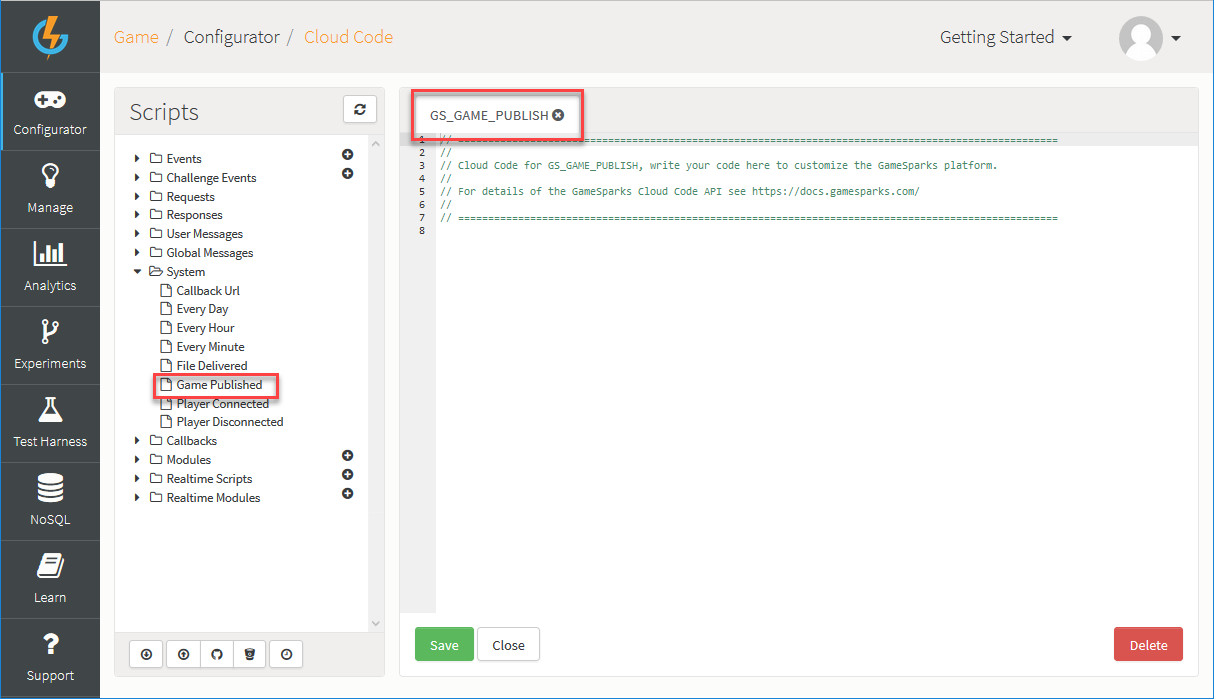 Game / Configurator / Cloud Code
Getting Started
Configurator
Manage
Analytics
Experiments
Test Harness
NoSQL
Learn
Support
Scripts
Events
Challenge Events
Requests
Responses
User Messages
Global Messages
System
Callback Url
Every Day
Every Hour
Every Minute
File Delivered
Game Published
Player Connected
Player Disconnected
Callbacks
Modules
Realtime Scripts
Realtime Modules
GS_GAME_PUBLISH
1 // ====================================================================================================
2 //
3 // Cloud Code for GS_GAME_PUBLISH, write your code here to customize the GameSparks platform.
4 //
5 // For details of the GameSparks Cloud Code API see https://docs.gamesparks.com/
6 //
7 // ====================================================================================================
8
Save
Close
Delete